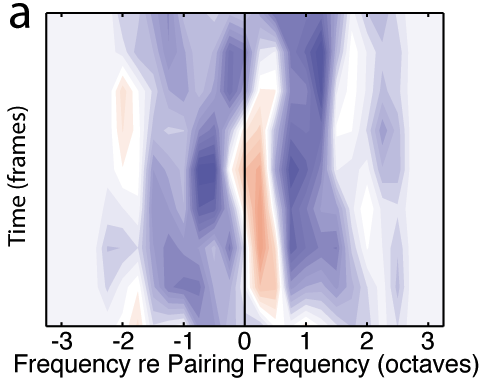 a
Time (frames)
-3 -2 -1 0 1 2 3
Frequency re Pairing Frequency (octaves)